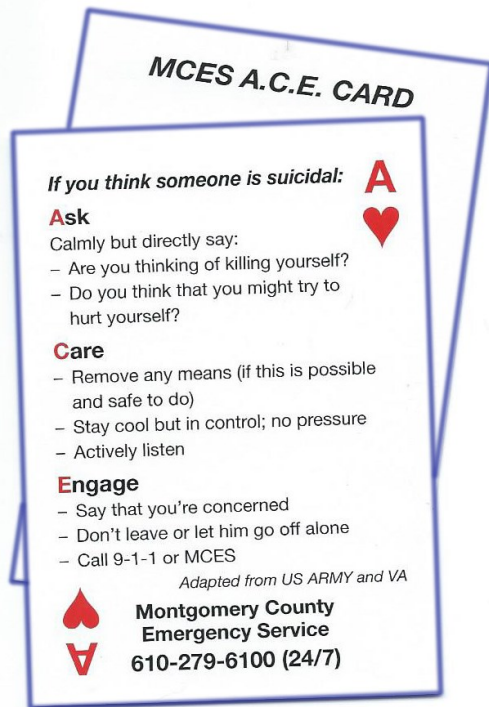 MCES A.C.E. CARD
If you think someone is suicidal:
A
Ask
Calmly but directly say:
– Are you thinking of killing yourself?
– Do you think that you might try to
hurt yourself?
Care
– Remove any means (if this is possible
and safe to do)
– Stay cool but in control; no pressure
– Actively listen
Engage
– Say that you're concerned
– Don't leave or let him go off alone
– Call 9-1-1 or MCES
Adapted from US ARMY and VA
Montgomery County
Emergency Service
A
610-279-6100 (24/7)